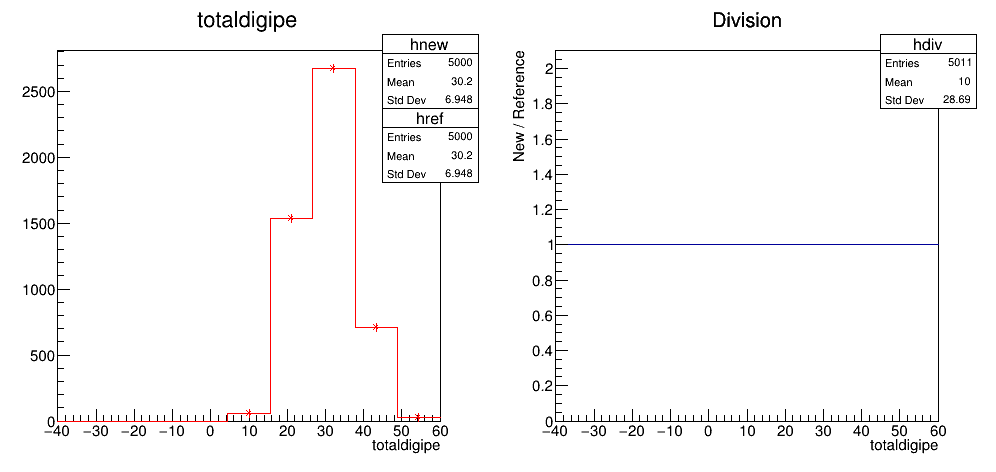 totaldigipe
hnew
Entries 5000
Mean 30.2
Std Dev 6.948
href
Entries 5000
Mean 30.2
Std Dev 6.948
2500
2000
1500
1000
500
0
−40 −30 −20 −10 0 10 20 30 40 50 60
totaldigipe
Division
hdiv
Entries 5011
Mean 10
Std Dev 28.69
New / Reference
2
1.8
1.6
1.4
1.2
1
0.8
0.6
0.4
0.2
0
−40 −30 −20 −10 0 10 20 30 40 50 60
totaldigipe